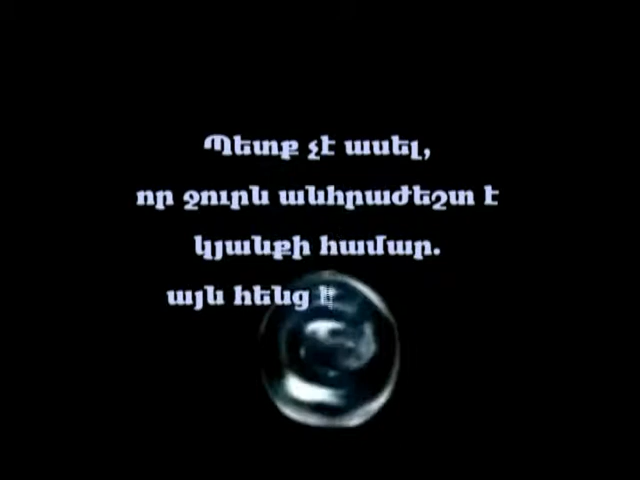 Պետք չէ ասել,
որ ջուրն անհրաժեշտ է
կյանքի համար.
այն հենց